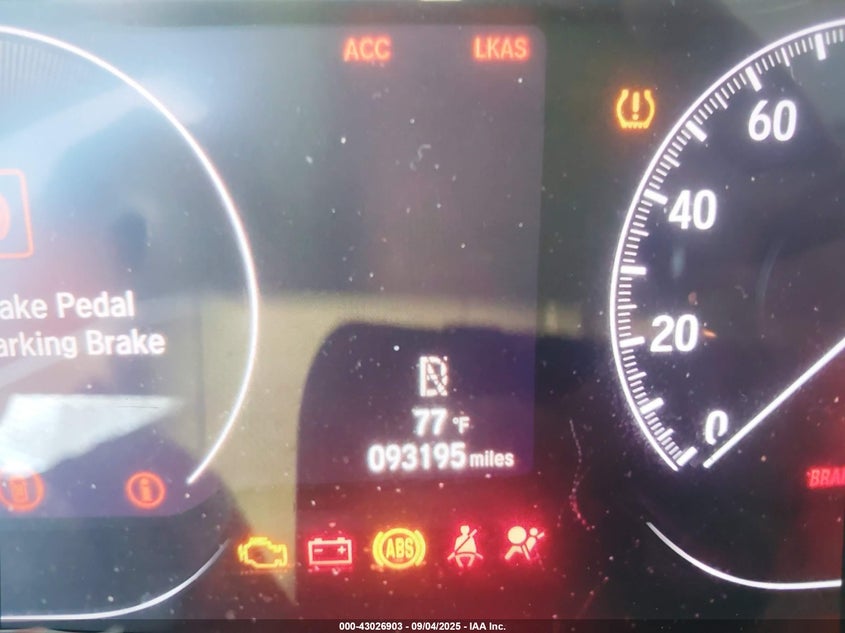 ACC
LKAS
60
40
20
0
ake Pedal
arking Brake
77 °F
093195 miles
BRA
ABS
000-43026903 - 09/04/2025 - IAA Inc.